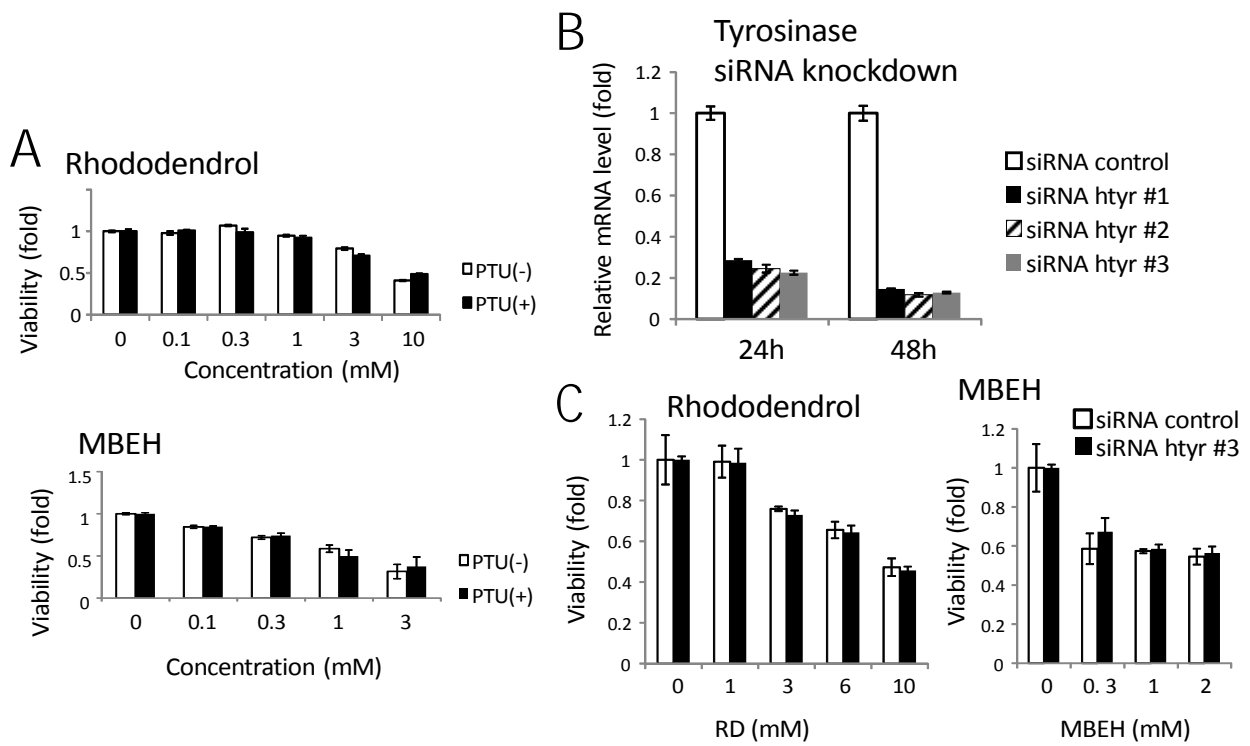 A
Rhododendrol
Viability (fold)
1
0.5
0
0 0.1 0.3 1 3 10
Concentration (mM)
PTU(-)
PTU(+)
MBEH
Viability (fold)
1.5
1
0.5
0
0 0.1 0.3 1 3
Concentration (mM)
PTU(-)
PTU(+)
B
Tyrosinase
siRNA knockdown
Relative mRNA level (fold)
1.2
1
0.8
0.6
0.4
0.2
0
24h 48h
siRNA control
siRNA htyr #1
siRNA htyr #2
siRNA htyr #3
C
Rhododendrol
Viability (fold)
1.2
1
0.8
0.6
0.4
0.2
0
0 1 3 6 10
RD (mM)
MBEH
siRNA control
siRNA htyr #3
Viability (fold)
1.2
1
0.8
0.6
0.4
0.2
0
0 0. 3 1 2
MBEH (mM)